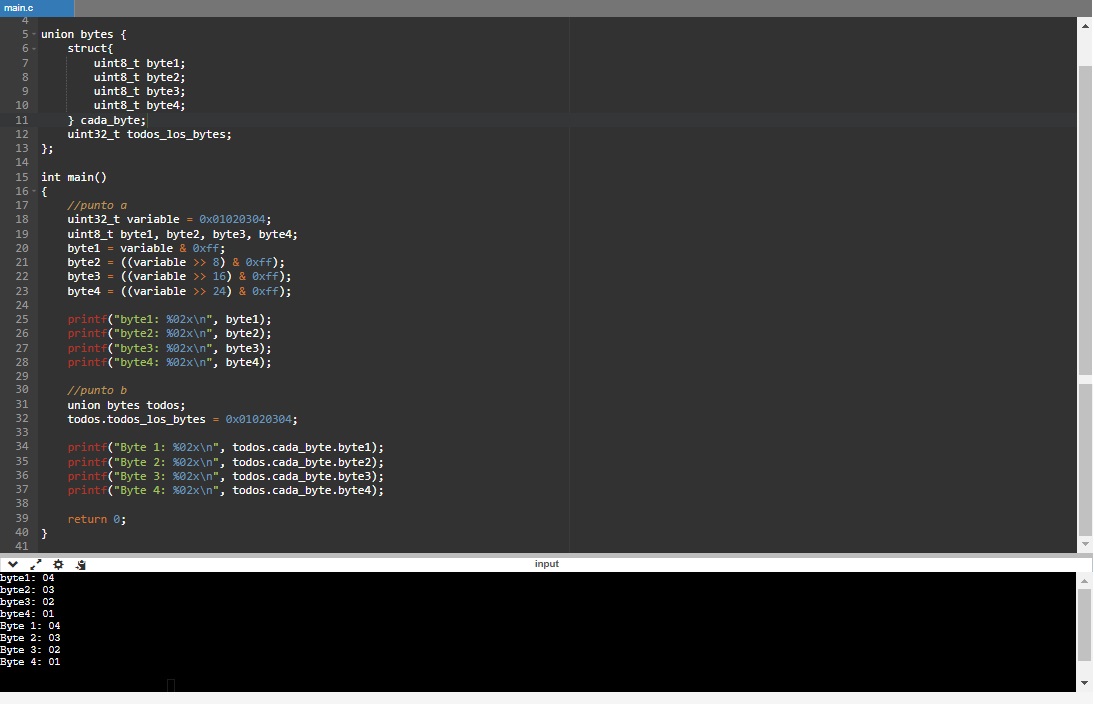 main.c
4
5 union bytes {
6     struct{
7         uint8_t byte1;
8         uint8_t byte2;
9         uint8_t byte3;
10         uint8_t byte4;
11     } cada_byte;
12     uint32_t todos_los_bytes;
13 };
14
15 int main()
16 {
17     //punto a
18     uint32_t variable = 0x01020304;
19     uint8_t byte1, byte2, byte3, byte4;
20     byte1 = variable & 0xff;
21     byte2 = ((variable >> 8) & 0xff);
22     byte3 = ((variable >> 16) & 0xff);
23     byte4 = ((variable >> 24) & 0xff);
24
25     printf("byte1: %02x\n", byte1);
26     printf("byte2: %02x\n", byte2);
27     printf("byte3: %02x\n", byte3);
28     printf("byte4: %02x\n", byte4);
29
30     //punto b
31     union bytes todos;
32     todos.todos_los_bytes = 0x01020304;
33
34     printf("Byte 1: %02x\n", todos.cada_byte.byte1);
35     printf("Byte 2: %02x\n", todos.cada_byte.byte2);
36     printf("Byte 3: %02x\n", todos.cada_byte.byte3);
37     printf("Byte 4: %02x\n", todos.cada_byte.byte4);
38
39     return 0;
40 }
41
input
byte1: 04
byte2: 03
byte3: 02
byte4: 01
Byte 1: 04
Byte 2: 03
Byte 3: 02
Byte 4: 01